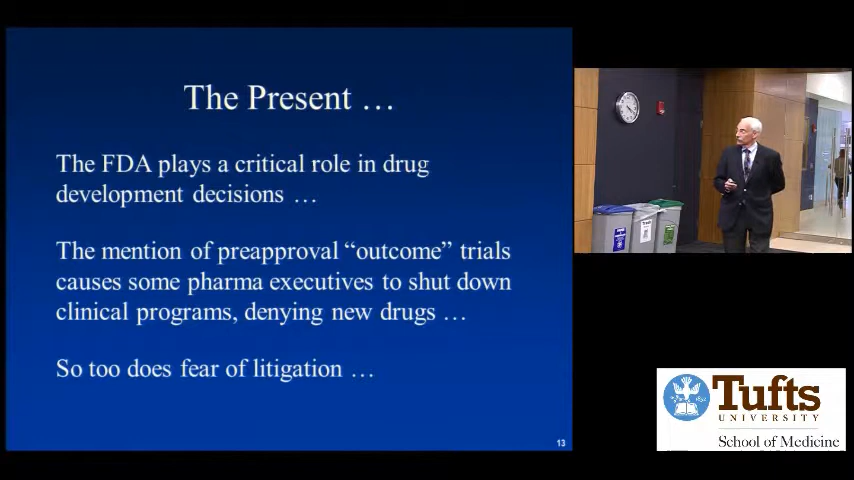 The Present …
The FDA plays a critical role in drug
development decisions …
The mention of preapproval “outcome” trials
causes some pharma executives to shut down
clinical programs, denying new drugs …
So too does fear of litigation …
13
Tufts
UNIVERSITY
School of Medicine